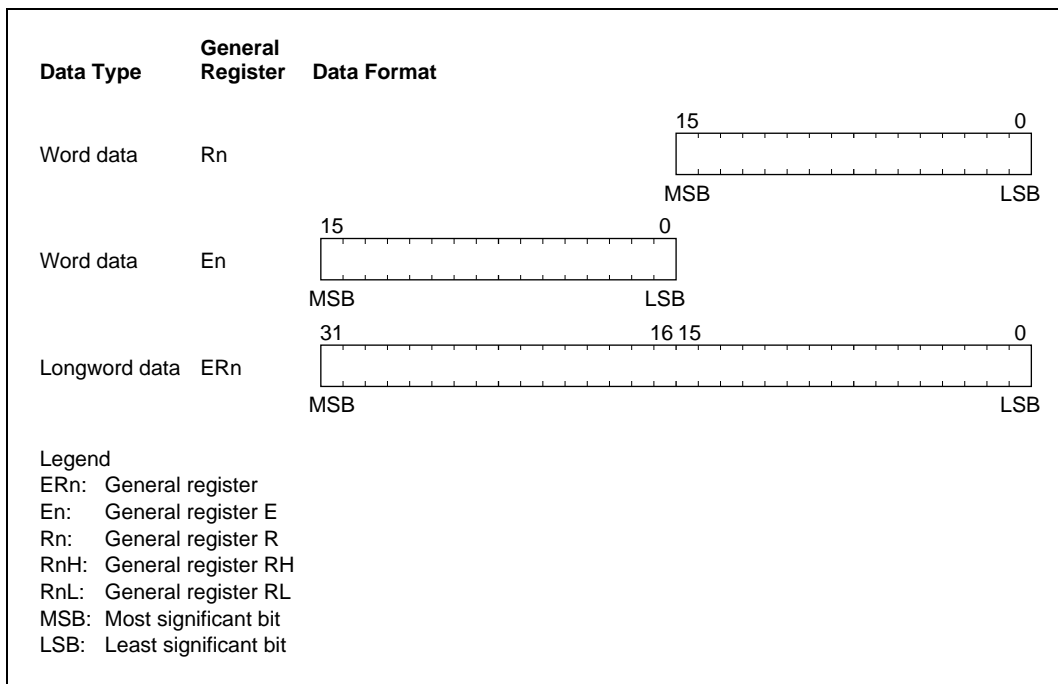 General
Data Type Register Data Format
15 0
Word data Rn
MSB LSB
15 0
Word data En
MSB LSB
31 16 15 0
Longword data ERn
MSB LSB
Legend
ERn: General register
En: General register E
Rn: General register R
RnH: General register RH
RnL: General register RL
MSB: Most significant bit
LSB: Least significant bit